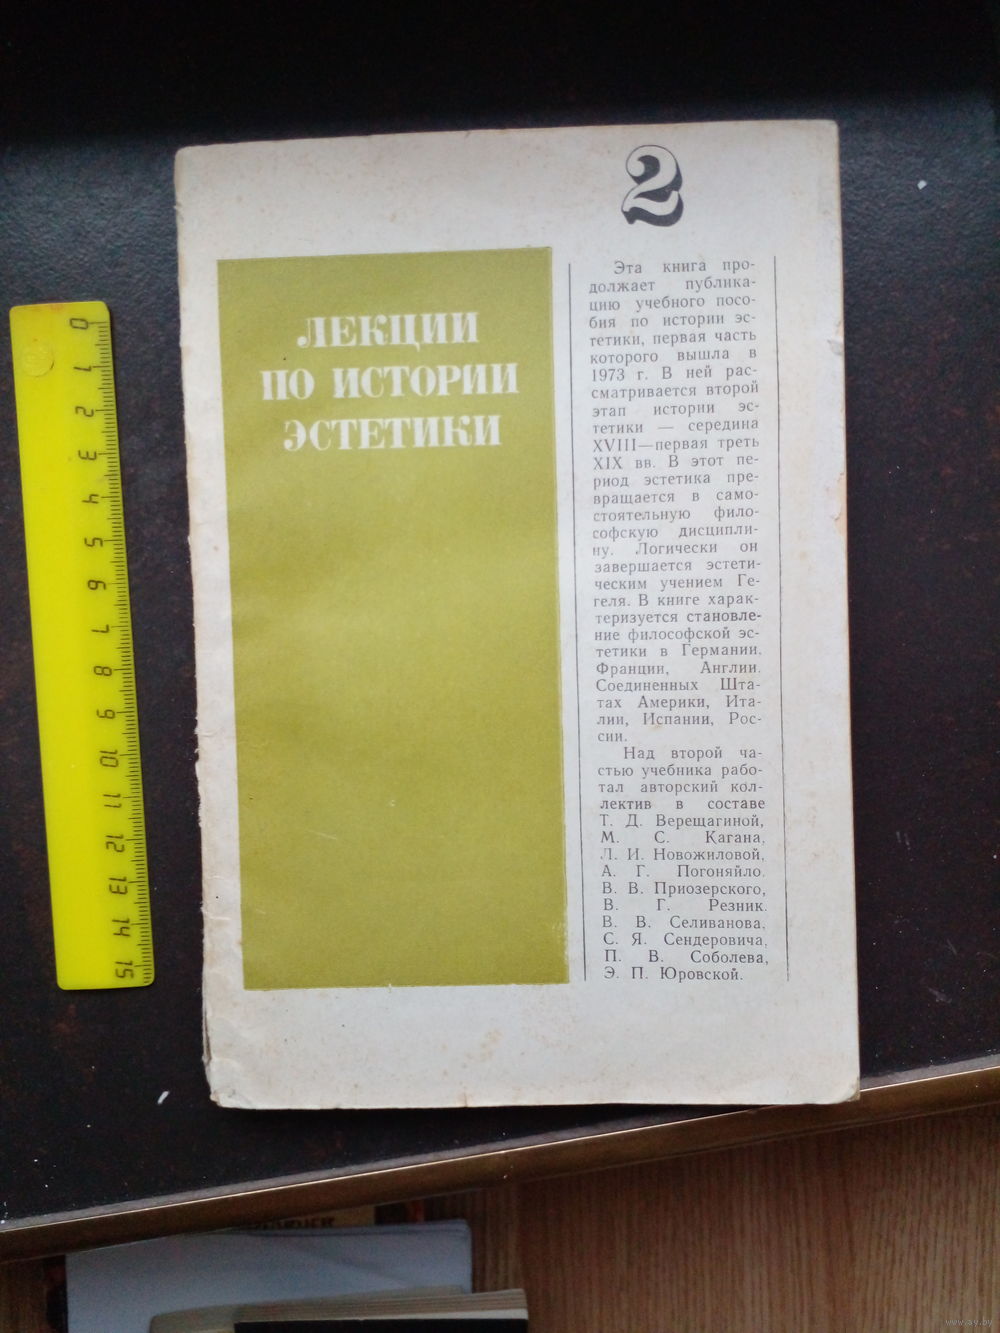 2
ЛЕКЦИИ
ПО ИСТОРИИ
ЭСТЕТИКИ
Эта книга про-
должает публика-
цию учебного посо-
бия по истории эс-
тетики, первая часть
которого вышла в
1973 г. В ней рас-
сматривается второй
этап истории эс-
тетики — середина
XVIII—первая треть
XIX вв. В этот пе-
риод эстетика пре-
вращается в само-
стоятельную фило-
софскую дисципли-
ну. Логически он
завершается эстети-
ческим учением Ге-
геля. В книге харак-
теризуется становле-
ние философской эс-
тетики в Германии,
Франции, Англии.
Соединенных Шта-
тах Америки, Ита-
лии, Испании, Рос-
сии.
Над второй ча-
стью учебника рабо-
тал авторский кол-
лектив в составе
Т. Д. Верещагиной,
М. С. Кагана,
Л. И. Новожиловой,
А. Г. Погоняйло.
В. В. Приозерского,
В. Г. Резник.
В. В. Селиванова,
С. Я. Сендеровича,
П. В. Соболева,
Э. П. Юровской.
0 1 2 3 4 5 6 7 8 9 10 11 12 13 14 15
www.ay.by